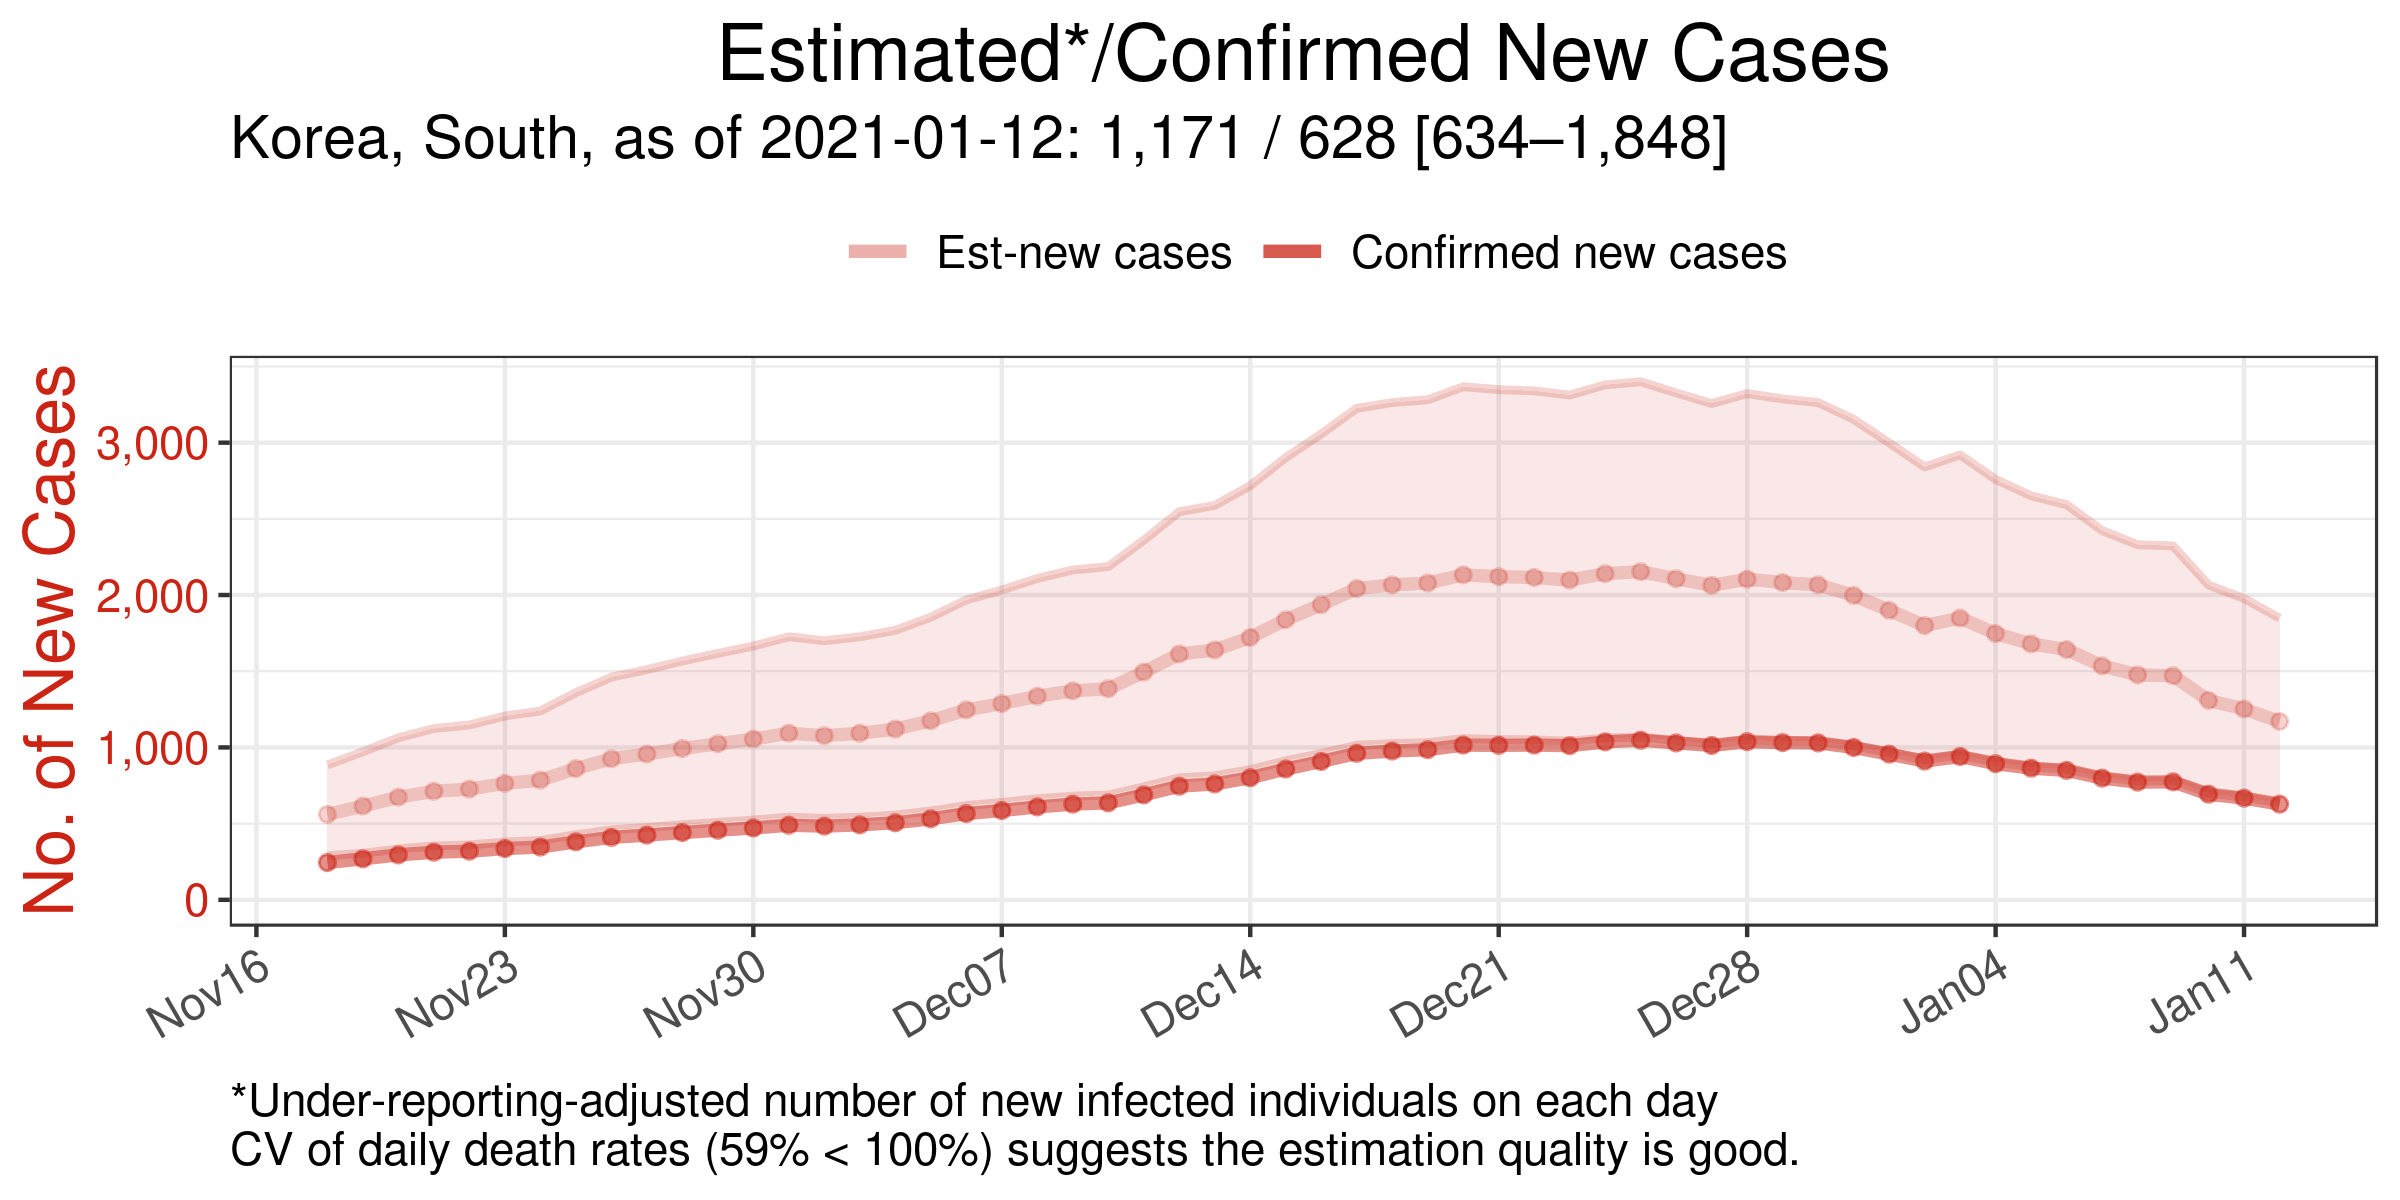 Estimated*/Confirmed New Cases
Korea, South, as of 2021-01-12: 1,171 / 628 [634–1,848]
Est-new cases
Confirmed new cases
No. of New Cases
3,000
2,000
1,000
0
Nov16
Nov23
Nov30
Dec07
Dec14
Dec21
Dec28
Jan04
Jan11
*Under-reporting-adjusted number of new infected individuals on each day
CV of daily death rates (59% < 100%) suggests the estimation quality is good.